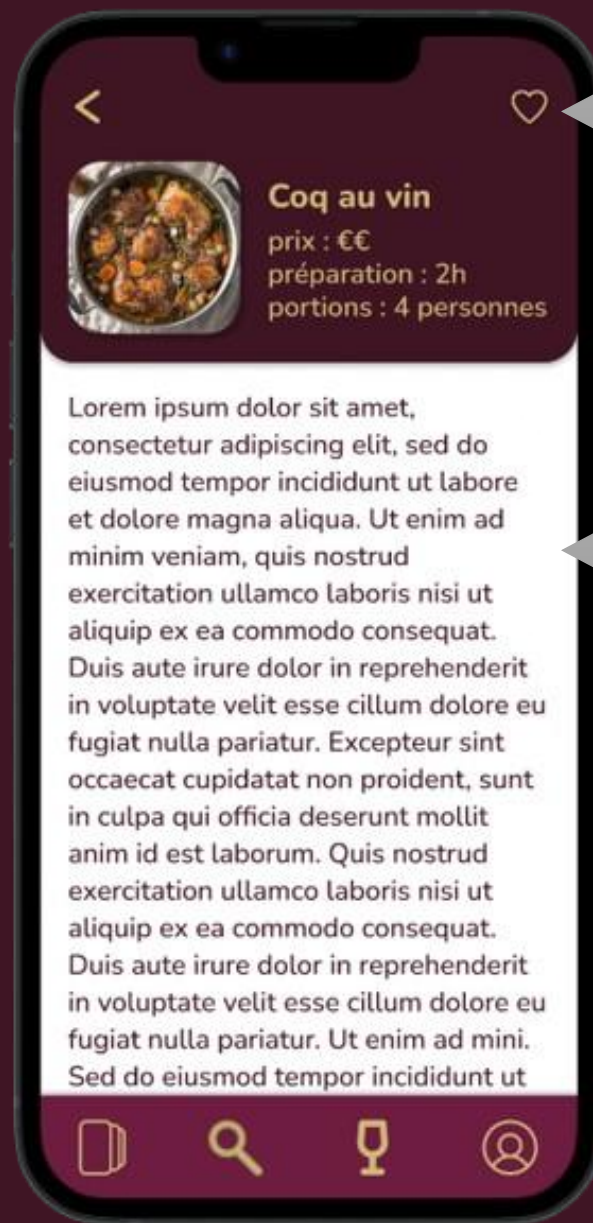 Coq au vin
prix : €€
préparation : 2h
portions : 4 personnes
Lorem ipsum dolor sit amet,
consectetur adipiscing elit, sed do
eiusmod tempor incididunt ut labore
et dolore magna aliqua. Ut enim ad
minim veniam, quis nostrud
exercitation ullamco laboris nisi ut
aliquip ex ea commodo consequat.
Duis aute irure dolor in reprehenderit
in voluptate velit esse cillum dolore eu
fugiat nulla pariatur. Excepteur sint
occaecat cupidatat non proident, sunt
in culpa qui officia deserunt mollit
anim id est laborum. Quis nostrud
exercitation ullamco laboris nisi ut
aliquip ex ea commodo consequat.
Duis aute irure dolor in reprehenderit
in voluptate velit esse cillum dolore eu
fugiat nulla pariatur. Ut enim ad mini.
Sed do eiusmod tempor incididunt ut